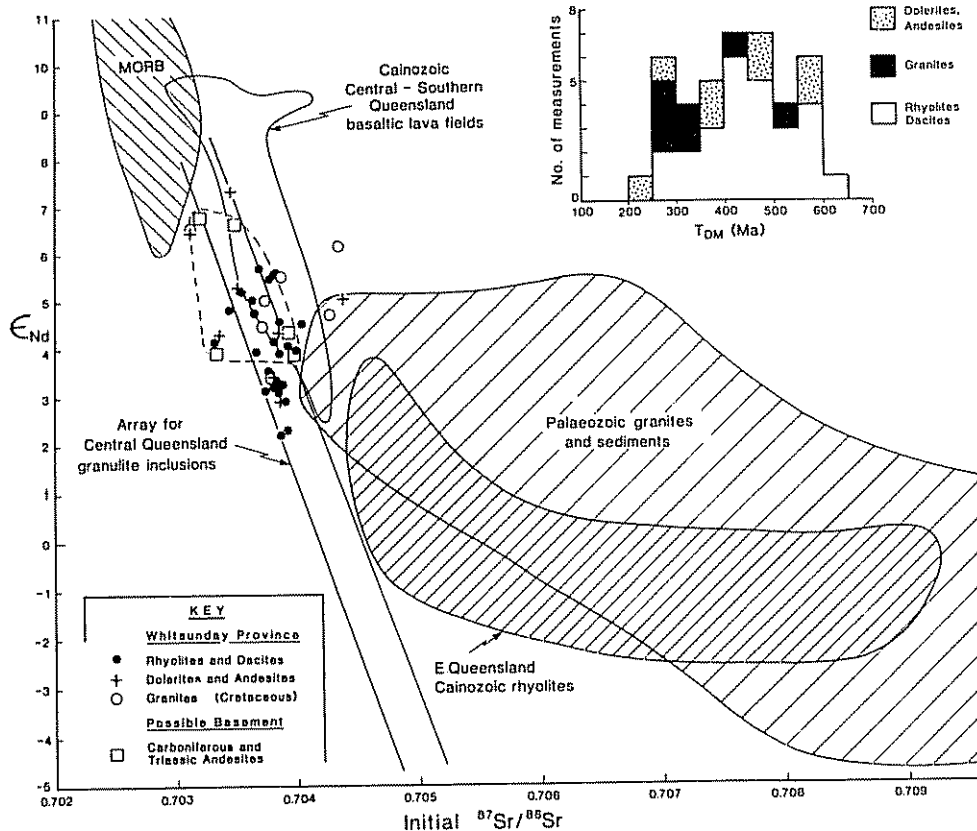 11
10
9
8
7
6
5
4
3
2
1
0
-1
-2
-3
-4
-5
εNd
MORB
Cainozoic
Central - Southern
Queensland
basaltic lava fields
8
5
0
No. of measurements
100 200 300 400 500 600 700
TDM (Ma)
Dolerites,
Andesites
Granites
Rhyolites
Dacites
Array for
Central Queensland
granulite inclusions
Palaeozoic granites
and sediments
E.Queensland
Cainozoic rhyolites
KEY
Whitsunday Province
Rhyolites and Dacites
Dolerites and Andesites
Granites (Cretaceous)
Possible Basement
Carboniferous and
Triassic Andesites
0.702 0.703 0.704 0.705 0.706 0.707 0.708 0.709
Initial 87Sr/86Sr